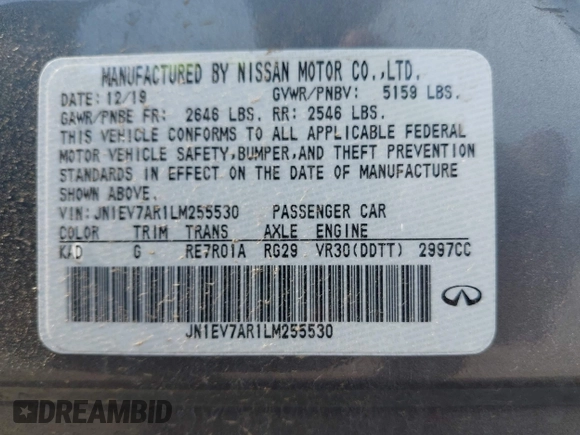 MANUFACTURED BY NISSAN MOTOR CO.,LTD.
DATE: 12/19 GVWR/PNBV: 5159 LBS.
GAWR/PNBE FR: 2646 LBS. RR: 2546 LBS.
THIS VEHICLE CONFORMS TO ALL APPLICABLE FEDERAL
MOTOR VEHICLE SAFETY,BUMPER,AND THEFT PREVENTION
STANDARDS IN EFFECT ON THE DATE OF MANUFACTURE
SHOWN ABOVE.
VIN:JN1EV7AR1LM255530 PASSENGER CAR
COLOR TRIM TRANS AXLE ENGINE
KAD G RE7R01A RG29 VR30(DDTT) 2997CC
JN1EV7AR1LM255530
DREAMBID